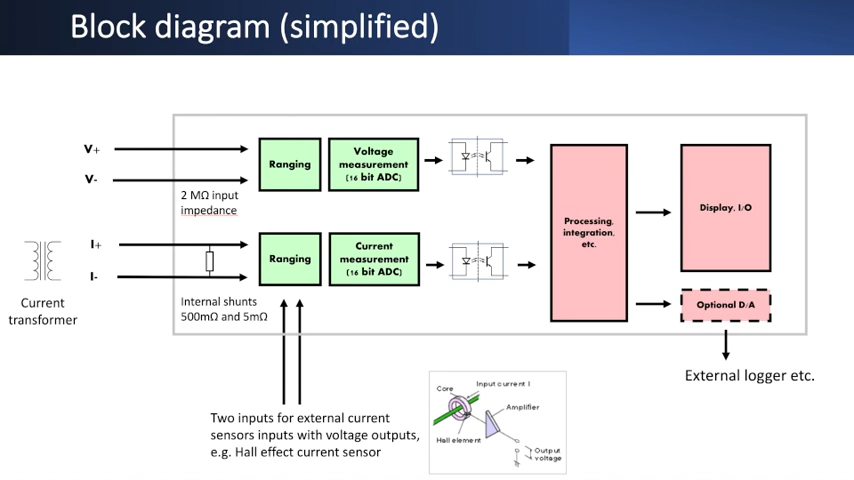 Block diagram (simplified)
V+
V-
2 MΩ input
impedance
Ranging
Voltage
measurement
(16 bit ADC)
I+
I-
Current
transformer
Internal shunts
500mΩ and 5mΩ
Ranging
Current
measurement
(16 bit ADC)
Processing,
integration,
etc.
Display, I/O
Optional D/A
External logger etc.
Two inputs for external current
sensors inputs with voltage outputs,
e.g. Hall effect current sensor
Core
Input current I
Amplifier
Hall element
Output
voltage